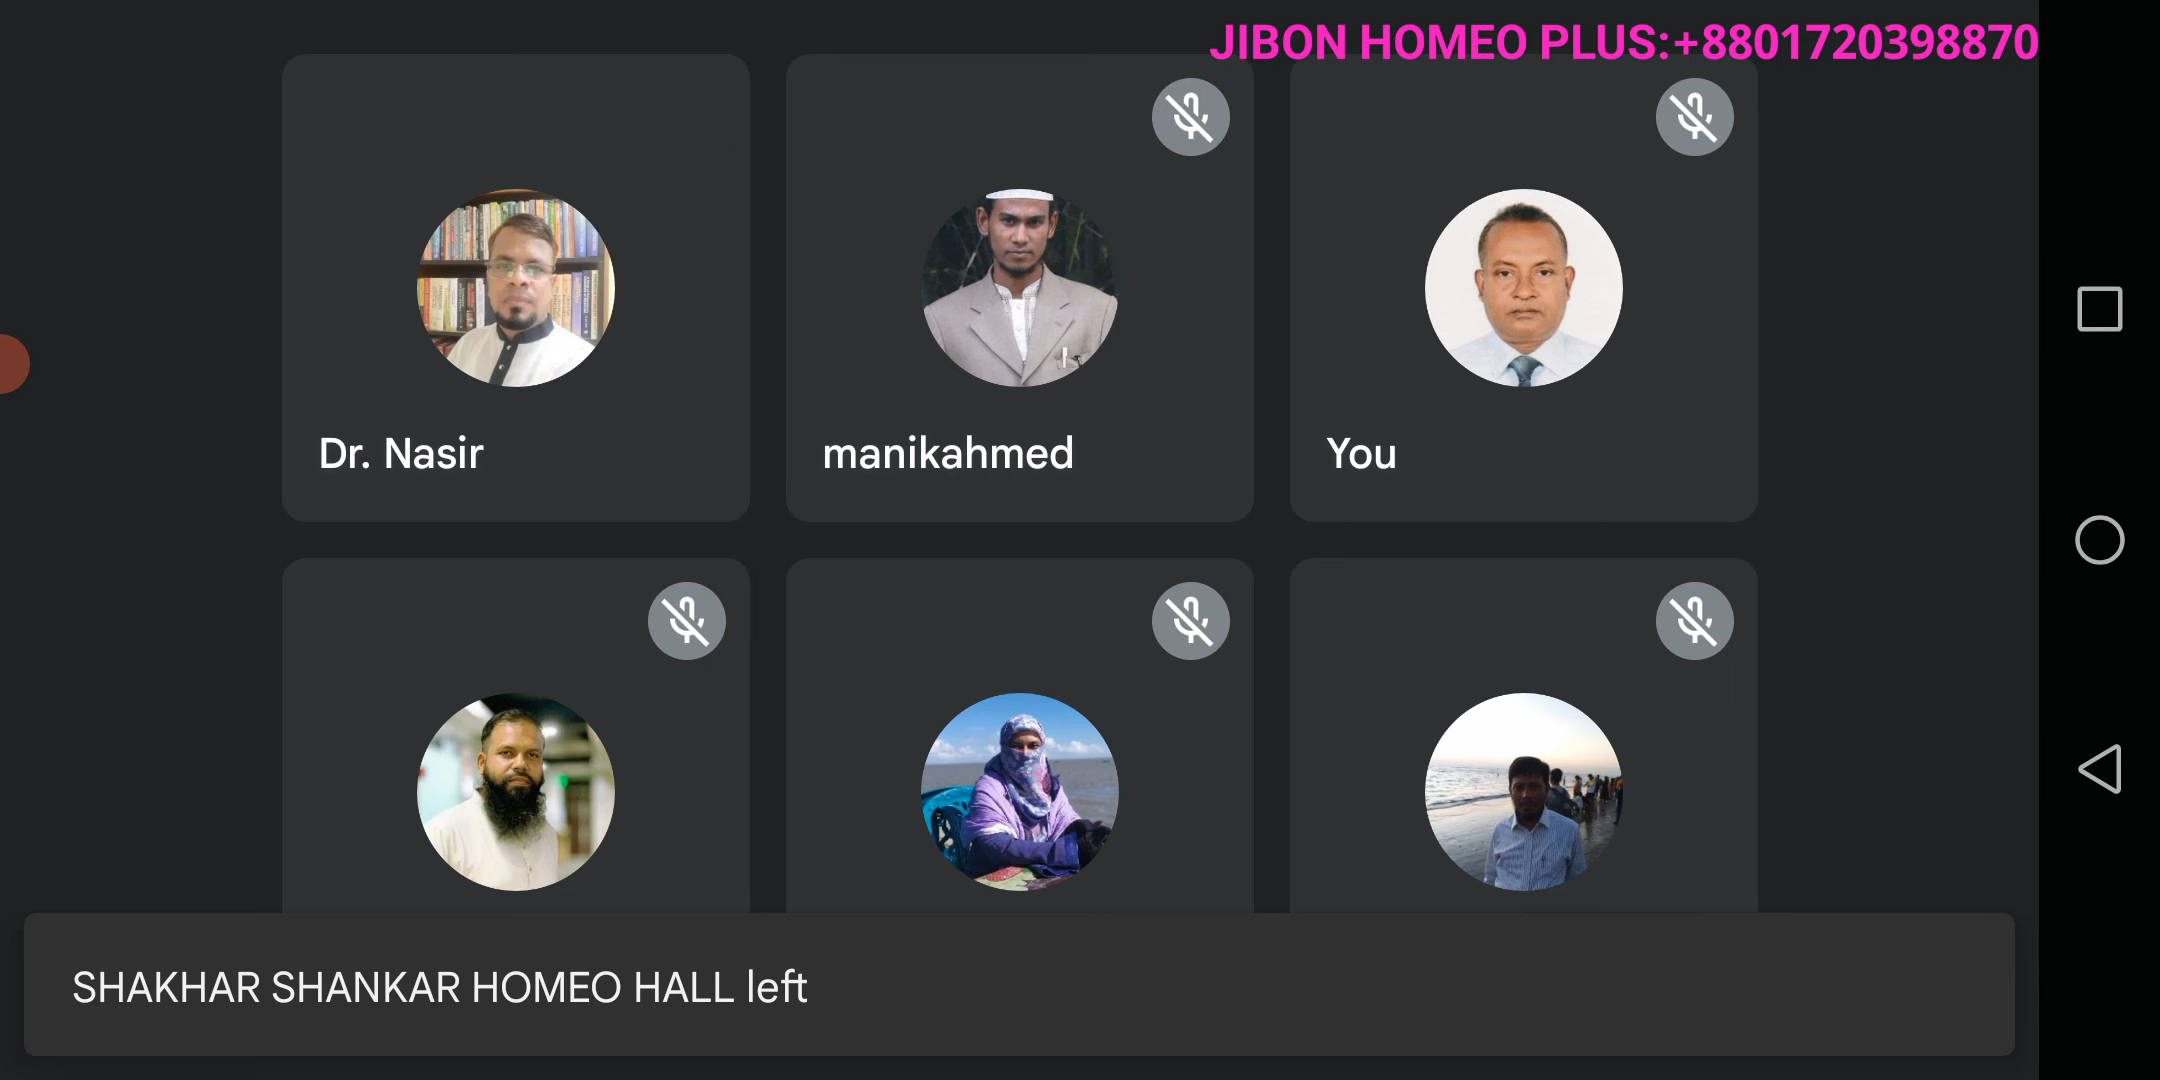 JIBON HOMEO PLUS:+8801720398870
Dr. Nasir
manikahmed
You
SHAKHAR SHANKAR HOMEO HALL left